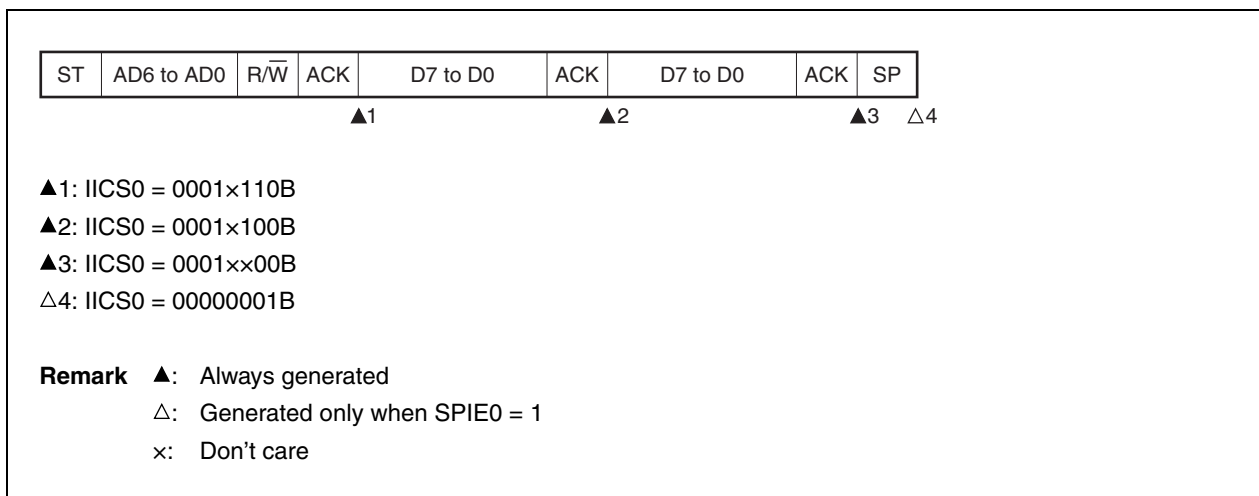 ST AD6 to AD0 R/W̅ ACK D7 to D0 ACK D7 to D0 ACK SP
▲1 ▲2 ▲3 △4
▲1: IICS0 = 0001×110B
▲2: IICS0 = 0001×100B
▲3: IICS0 = 0001××00B
△4: IICS0 = 00000001B
Remark ▲: Always generated
△: Generated only when SPIE0 = 1
×: Don't care